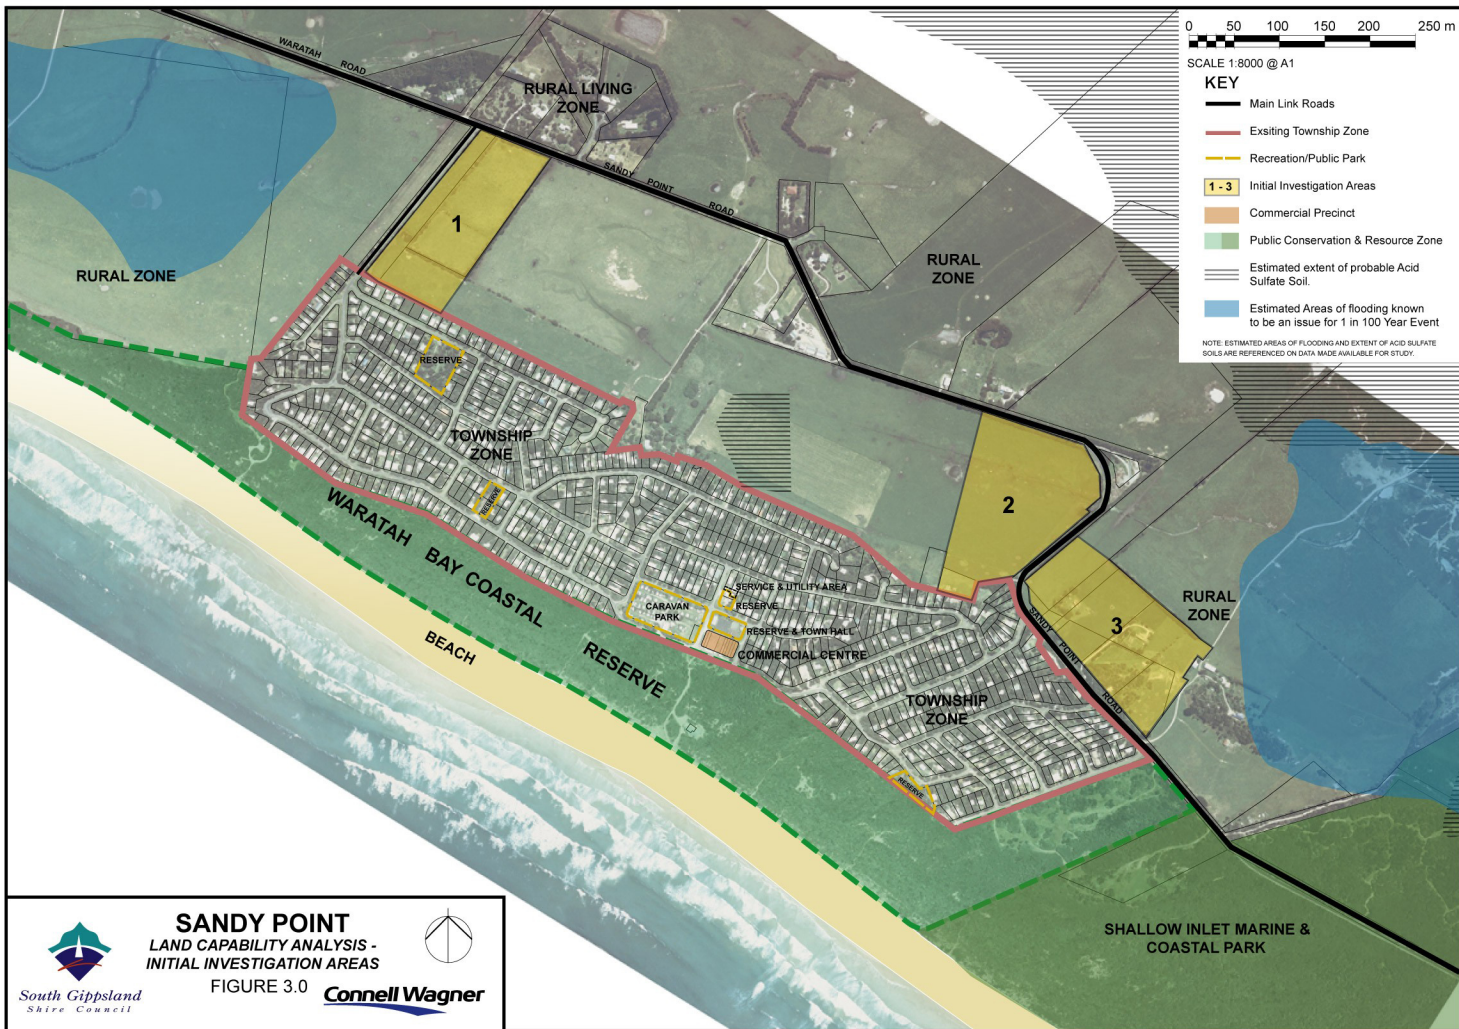 0 50 100 150 200 250 m
SCALE 1:8000 @ A1
KEY
Main Link Roads
Exsiting Township Zone
Recreation/Public Park
1 - 3 Initial Investigation Areas
Commercial Precinct
Public Conservation & Resource Zone
Estimated extent of probable Acid
Sulfate Soil.
Estimated Areas of flooding known
to be an issue for 1 in 100 Year Event
NOTE: ESTIMATED AREAS OF FLOODING AND EXTENT OF ACID SULFATE
SOILS ARE REFERENCED ON DATA MADE AVAILABLE FOR STUDY.
WARATAH ROAD
RURAL LIVING
ZONE
SANDY POINT ROAD
1
RURAL ZONE
RURAL
ZONE
RESERVE
TOWNSHIP
ZONE
RESERVE
2
WARATAH BAY COASTAL RESERVE
SERVICE & UTILITY AREA
RESERVE
CARAVAN
PARK
RESERVE & TOWN HALL
COMMERCIAL CENTRE
BEACH
RURAL
ZONE
3
SANDY POINT ROAD
TOWNSHIP
ZONE
RESERVE
SHALLOW INLET MARINE &
COASTAL PARK
SANDY POINT
LAND CAPABILITY ANALYSIS -
INITIAL INVESTIGATION AREAS
FIGURE 3.0
South Gippsland
Shire Council
Connell Wagner